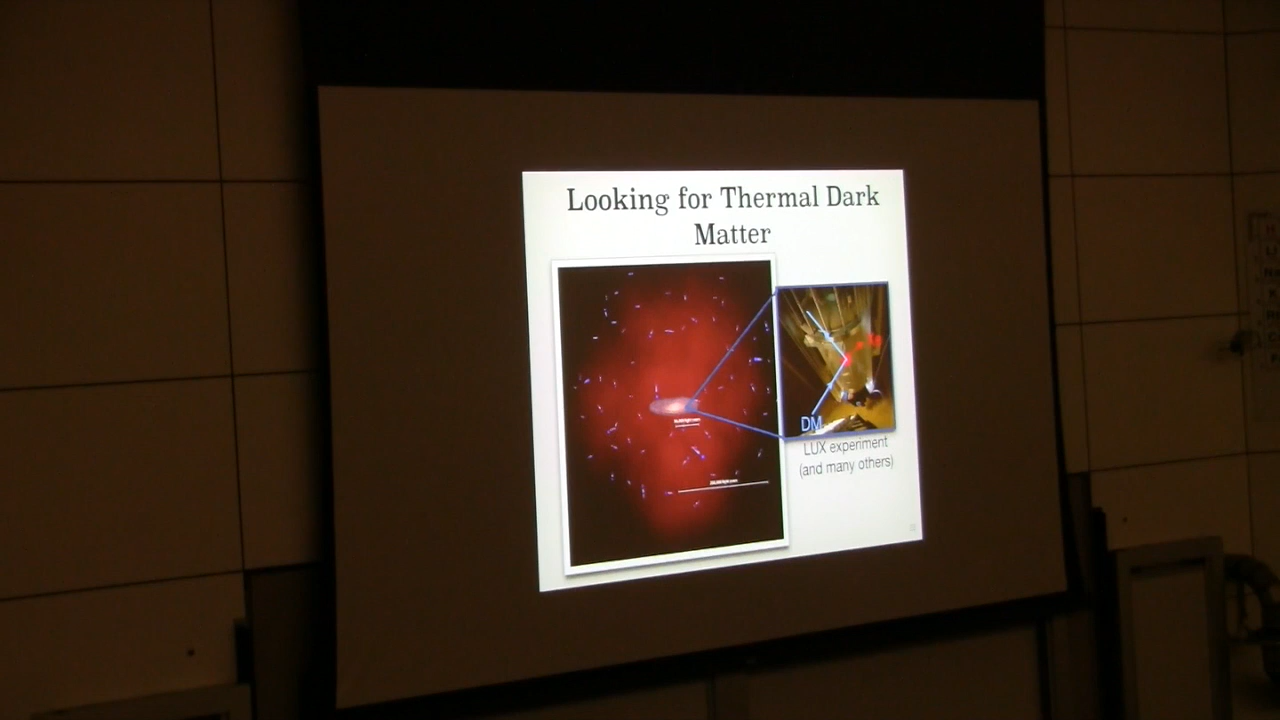 Looking for Thermal Dark
Matter
DM
LUX experiment
(and many others)